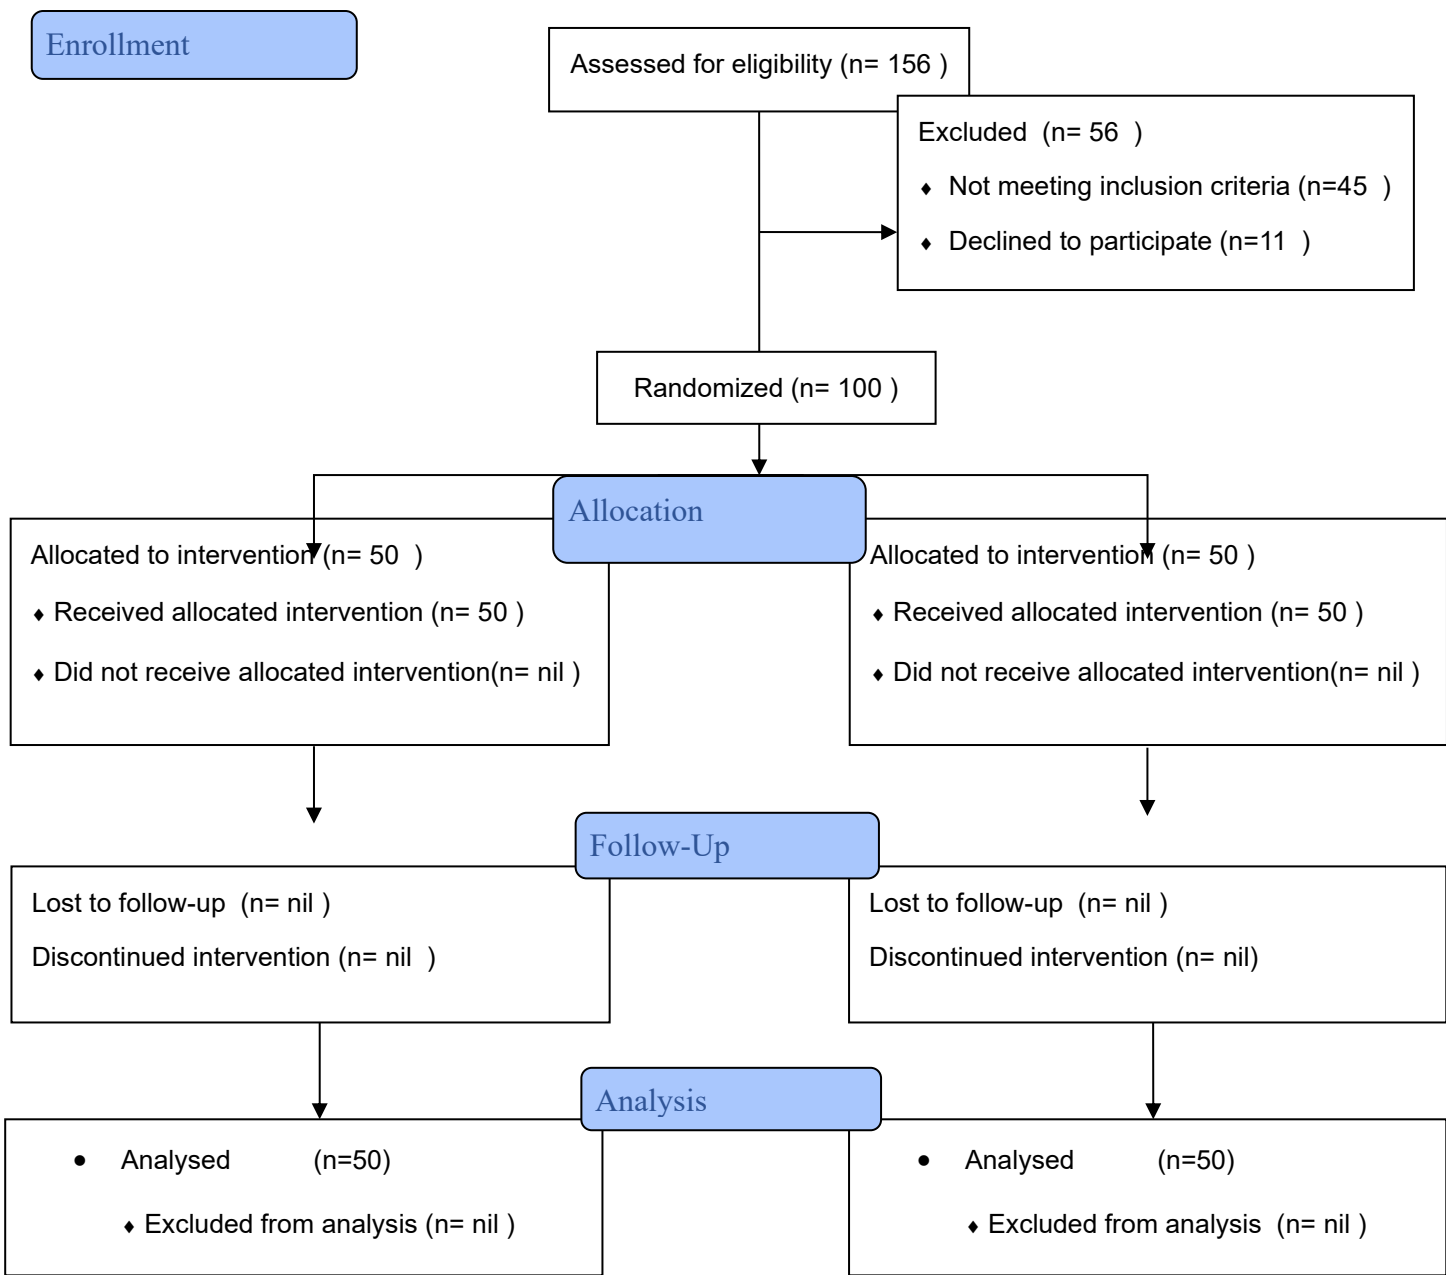 Enrollment
Assessed for eligibility (n= 156 )
Excluded (n= 56 )
♦ Not meeting inclusion criteria (n=45 )
♦ Declined to participate (n=11 )
Randomized (n= 100 )
Allocation
Allocated to intervention (n= 50 )
♦ Received allocated intervention (n= 50 )
♦ Did not receive allocated intervention(n= nil )
Allocated to intervention (n= 50 )
♦ Received allocated intervention (n= 50 )
♦ Did not receive allocated intervention(n= nil )
Follow-Up
Lost to follow-up (n= nil )
Discontinued intervention (n= nil )
Lost to follow-up (n= nil )
Discontinued intervention (n= nil)
Analysis
• Analysed (n=50)
♦ Excluded from analysis (n= nil )
• Analysed (n=50)
♦ Excluded from analysis (n= nil )